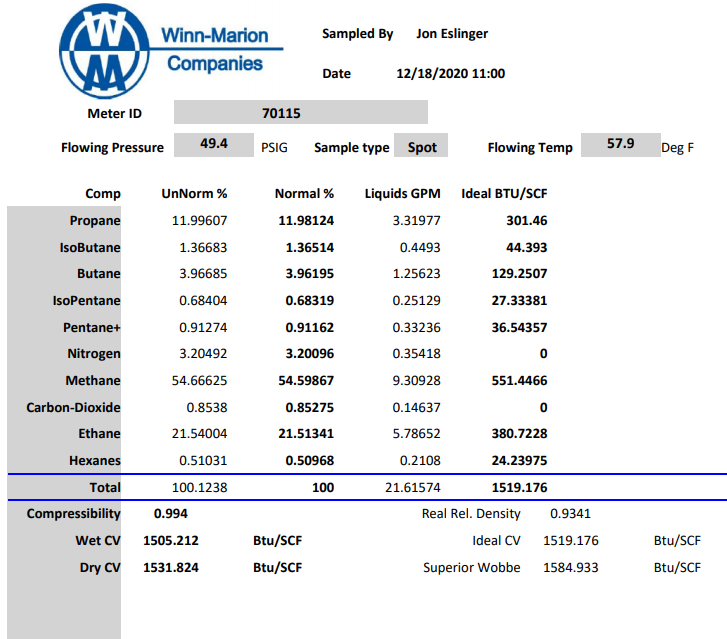 WM
WM
Winn-Marion
Companies
Sampled By Jon Eslinger
Date 12/18/2020 11:00
Meter ID 70115
Flowing Pressure 49.4 PSIG Sample type Spot Flowing Temp 57.9 Deg F
Comp UnNorm % Normal % Liquids GPM Ideal BTU/SCF
Propane 11.99607 11.98124 3.31977 301.46
IsoButane 1.36683 1.36514 0.4493 44.393
Butane 3.96685 3.96195 1.25623 129.2507
IsoPentane 0.68404 0.68319 0.25129 27.33381
Pentane+ 0.91274 0.91162 0.33236 36.54357
Nitrogen 3.20492 3.20096 0.35418 0
Methane 54.66625 54.59867 9.30928 551.4466
Carbon-Dioxide 0.8538 0.85275 0.14637 0
Ethane 21.54004 21.51341 5.78652 380.7228
Hexanes 0.51031 0.50968 0.2108 24.23975
Total 100.1238 100 21.61574 1519.176
Compressibility 0.994 Real Rel. Density 0.9341
Wet CV 1505.212 Btu/SCF Ideal CV 1519.176 Btu/SCF
Dry CV 1531.824 Btu/SCF Superior Wobbe 1584.933 Btu/SCF